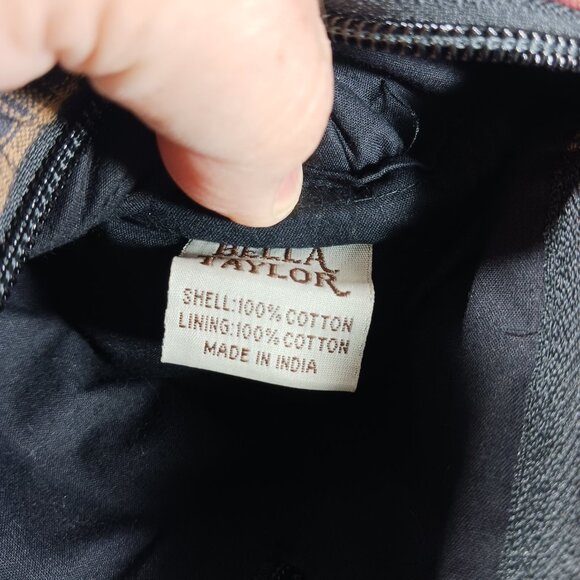 BELLA
TAYLOR
SHELL:100% COTTON
LINING:100% COTTON
MADE IN INDIA